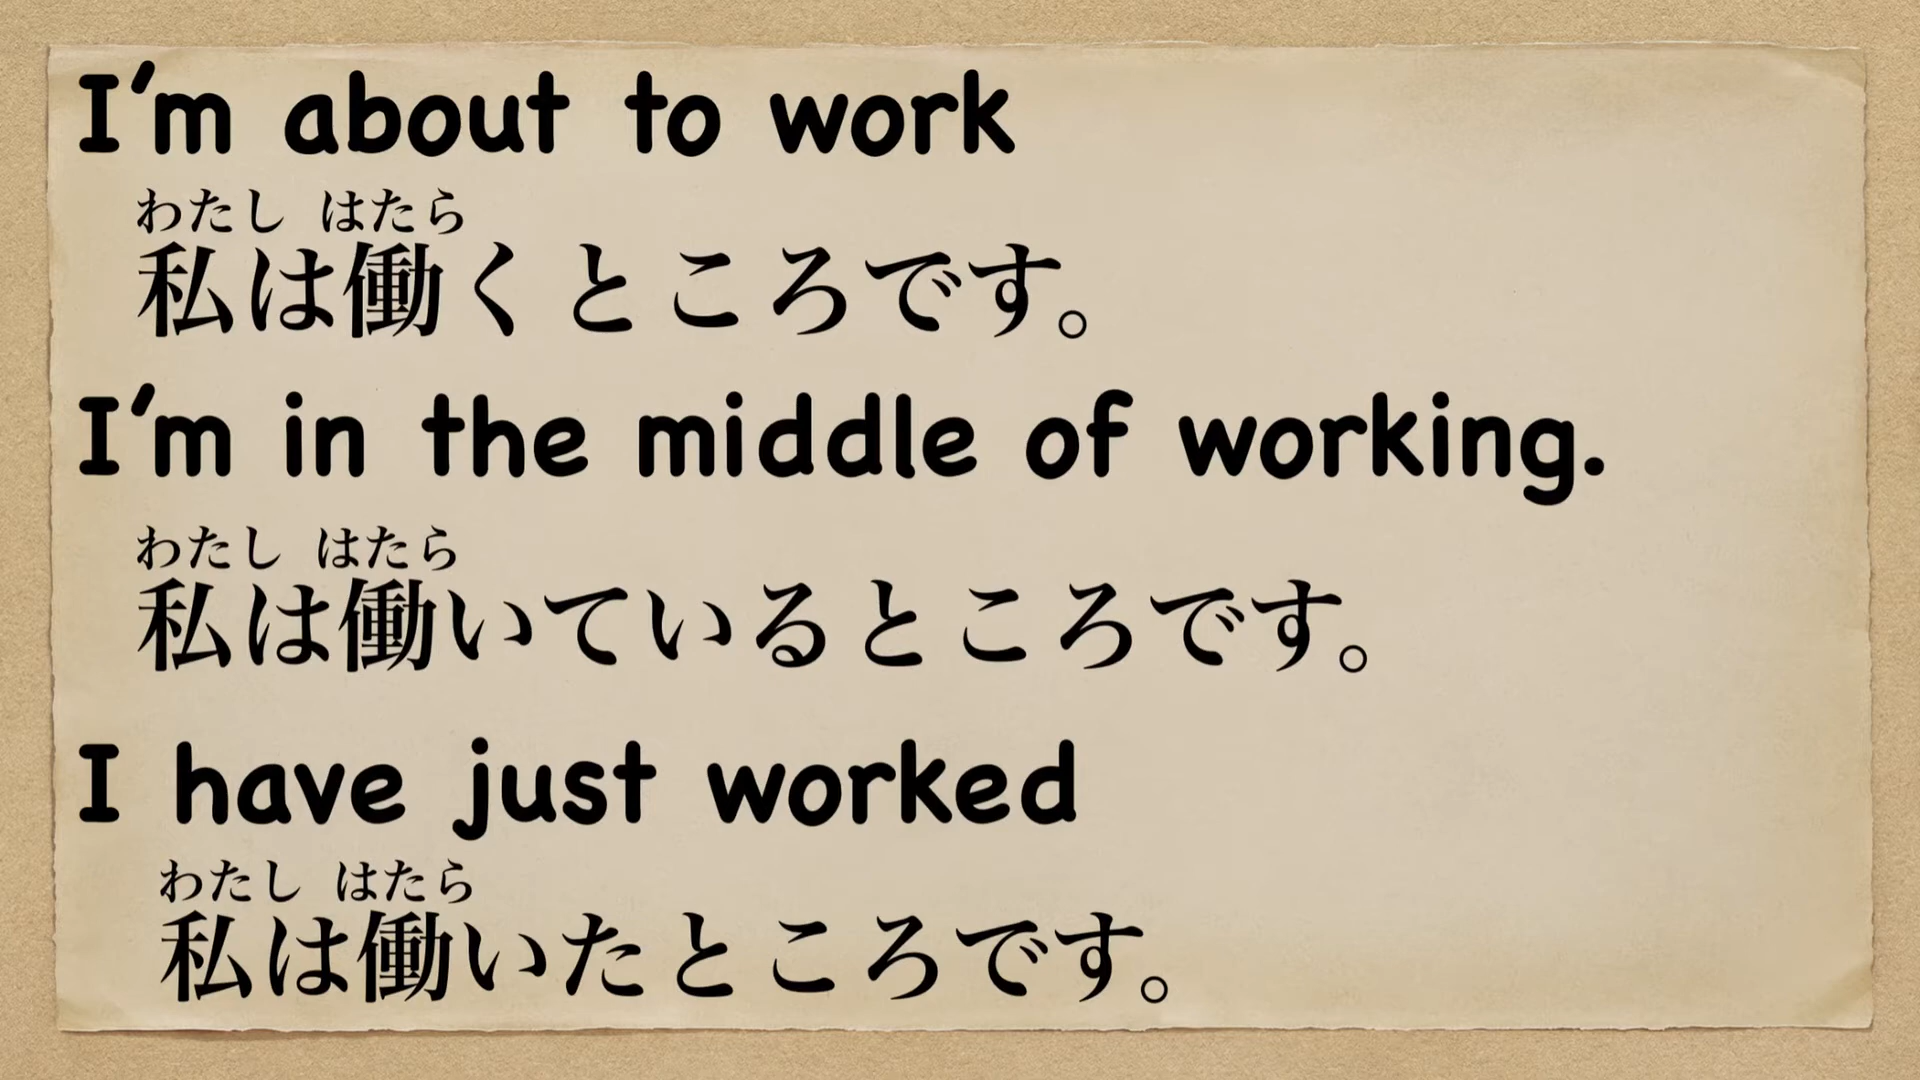 I'm about to work
わたし はたら
私は働くところです。
I'm in the middle of working.
わたし はたら
私は働いているところです。
I have just worked
わたし はたら
私は働いたところです。